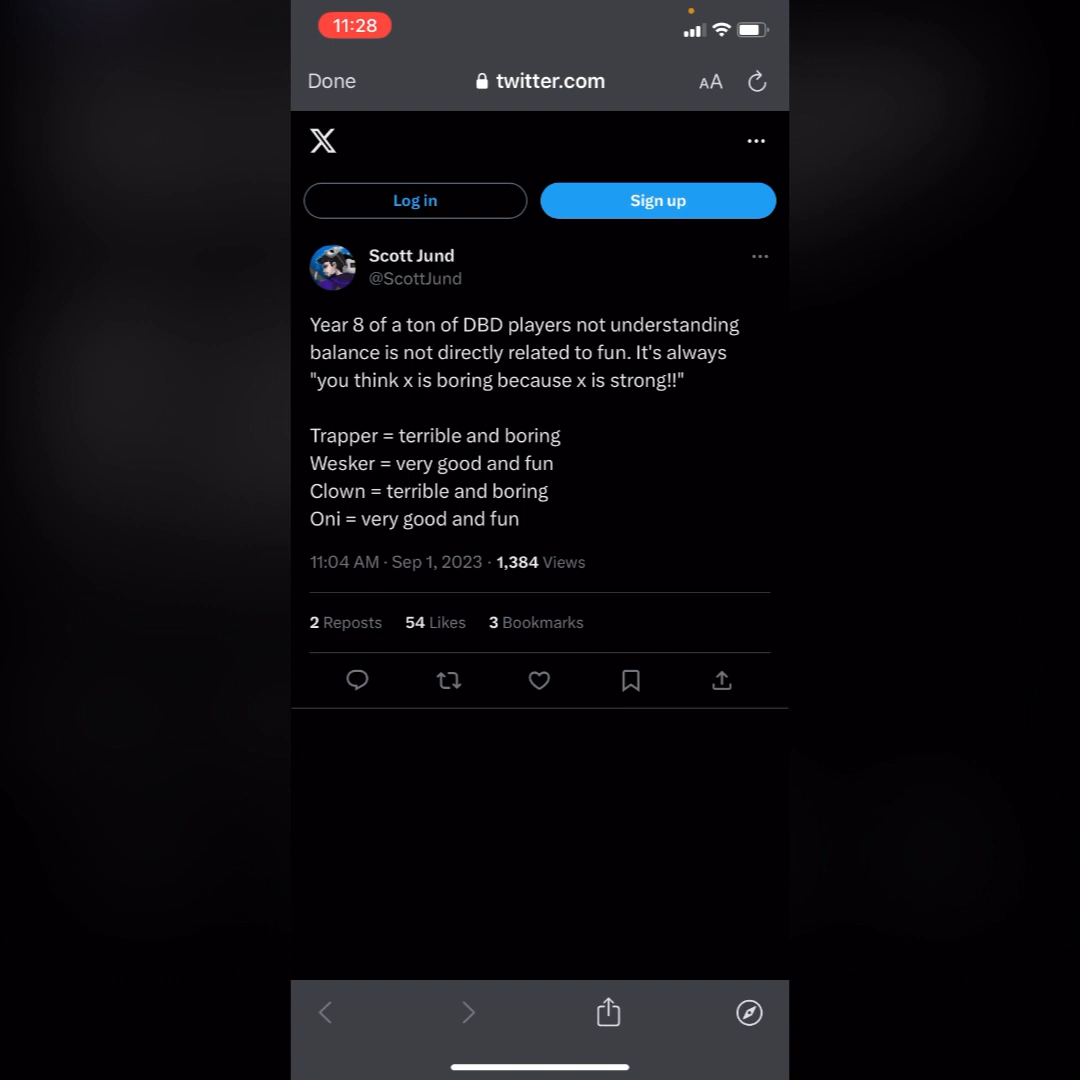 11:28
Done
twitter.com
AA
Log in
Sign up
Scott Jund
@ScottJund
Year 8 of a ton of DBD players not understanding
balance is not directly related to fun. It's always
"you think x is boring because x is strong!!"
Trapper = terrible and boring
Wesker = very good and fun
Clown = terrible and boring
Oni = very good and fun
11:04 AM · Sep 1, 2023 · 1,384 Views
2 Reposts 54 Likes 3 Bookmarks